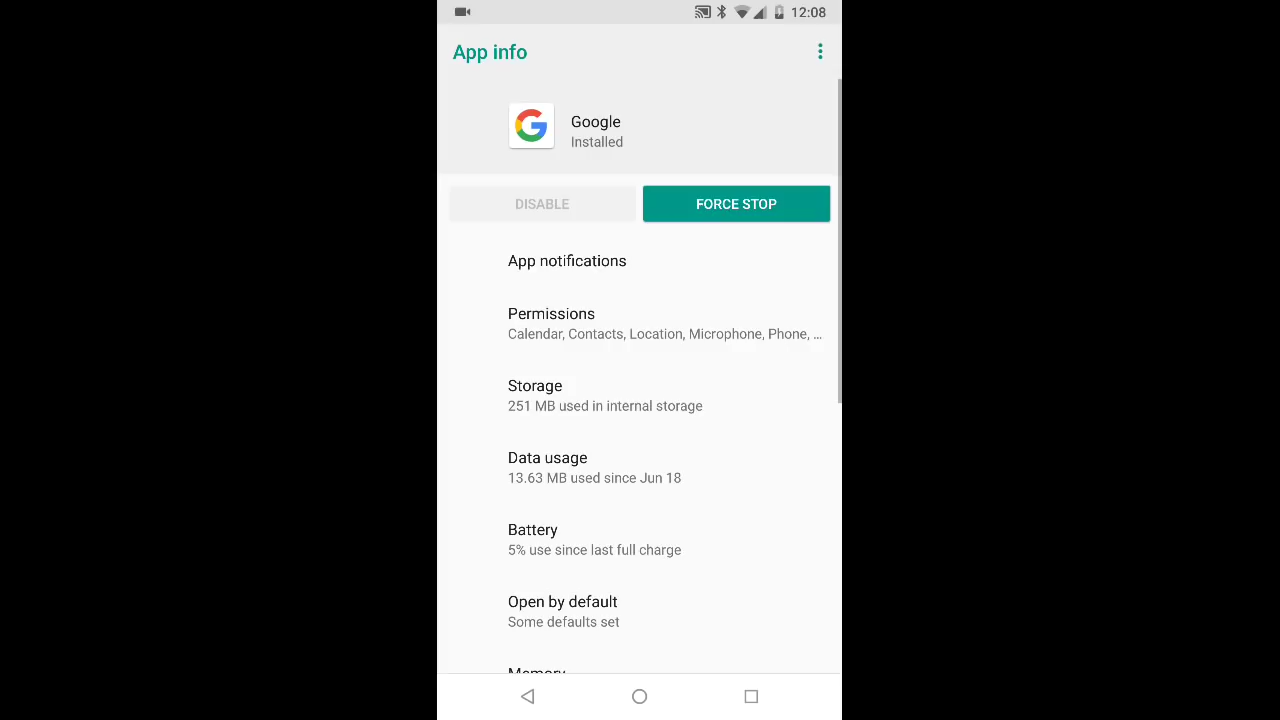 12:08
App info
Google
Installed
DISABLE
FORCE STOP
App notifications
Permissions
Calendar, Contacts, Location, Microphone, Phone, …
Storage
251 MB used in internal storage
Data usage
13.63 MB used since Jun 18
Battery
5% use since last full charge
Open by default
Some defaults set
Memory